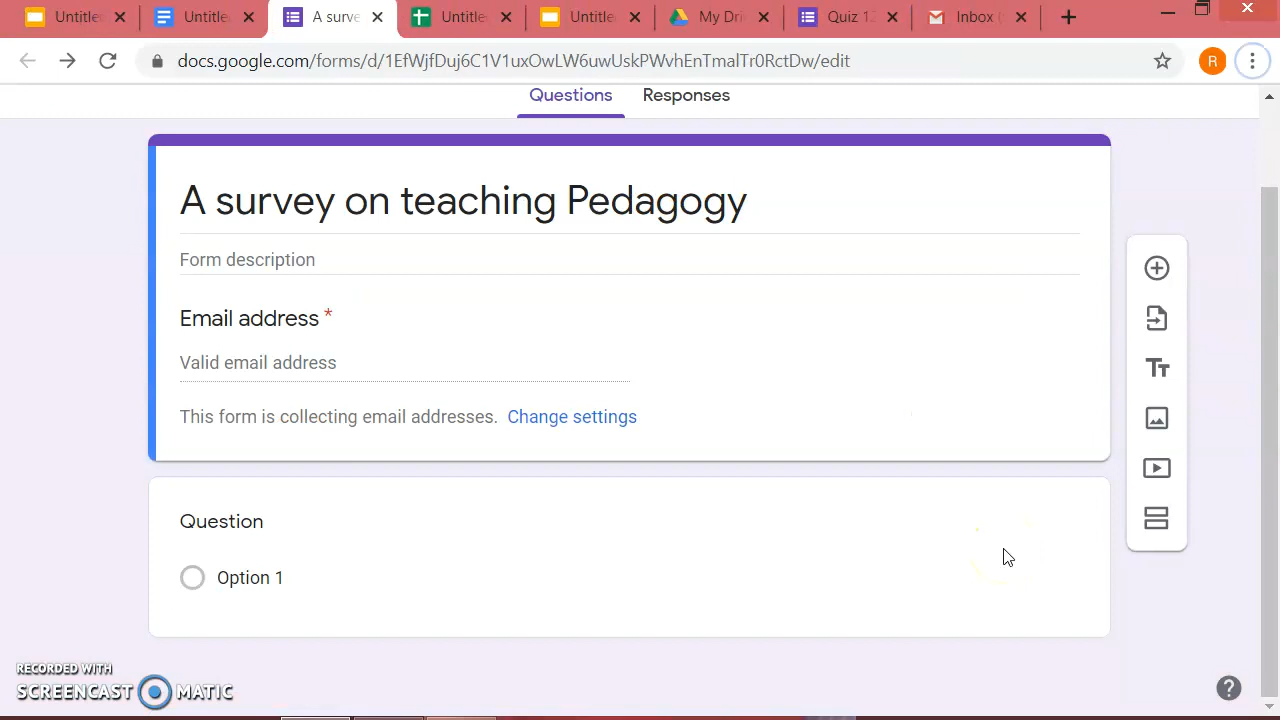 Untitle
Untitle
A surve
Untitle
Untitle
My Dri
Quiz 12
Inbox (
docs.google.com/forms/d/1EfWjfDuj6C1V1uxOwLW6uwUskPWvhEnTmalTr0RctDw/edit
R
Questions Responses
A survey on teaching Pedagogy
Form description
Email address *
Valid email address
This form is collecting email addresses. Change settings
Question
Option 1
RECORDED WITH
SCREENCAST MATIC